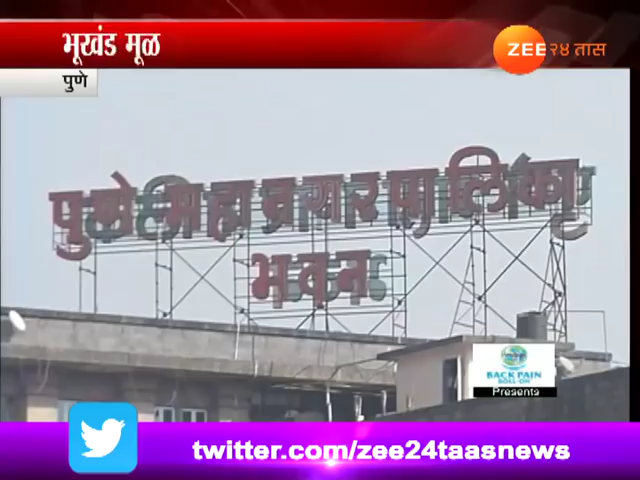 भूखंड मूळ
ZEE २४ तास
पुणे
पुणे महानगरपालिका
भवन
BACK PAIN
ROLL-ON
Presents
twitter.com/zee24taasnews